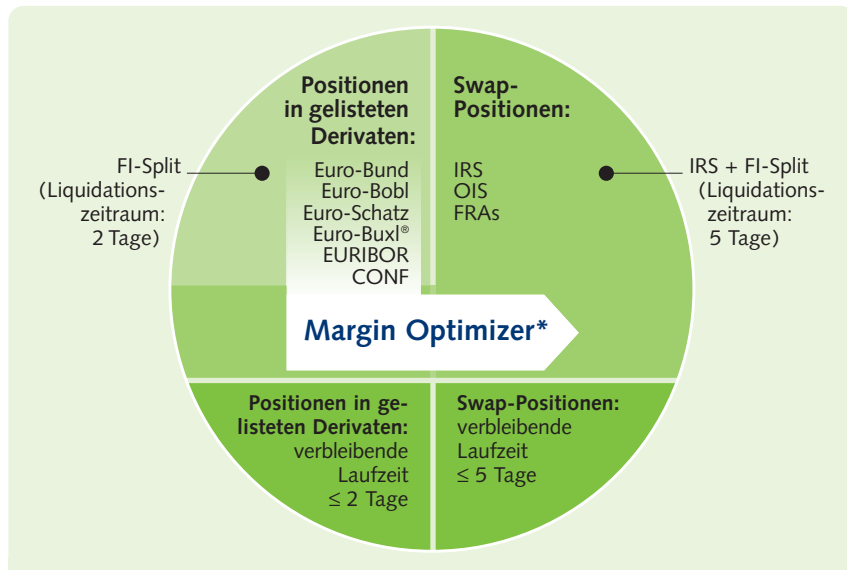 Positionen
in gelisteten
Derivaten:
Euro-Bund
Euro-Bobl
Euro-Schatz
Euro-Buxl®
EURIBOR
CONF
Swap-
Positionen:
IRS
OIS
FRAs
FI-Split
(Liquidations-
zeitraum:
2 Tage)
IRS + FI-Split
(Liquidations-
zeitraum:
5 Tage)
Margin Optimizer*
Positionen in ge-
listeten Derivaten:
verbleibende
Laufzeit
≤ 2 Tage
Swap-Positionen:
verbleibende
Laufzeit
≤ 5 Tage